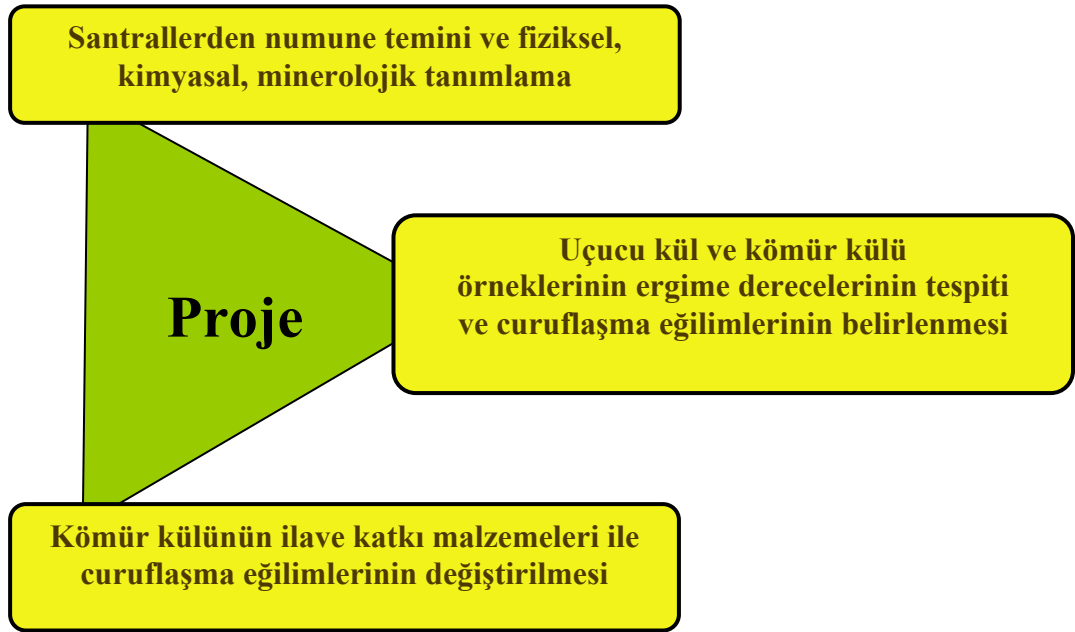 Santrallerden numune temini ve fiziksel,
kimyasal, minerolojik tanımlama
Uçucu kül ve kömür külü
örneklerinin ergime derecelerinin tespiti
ve curuflaşma eğilimlerinin belirlenmesi
Proje
Kömür külünün ilave katkı malzemeleri ile
curuflaşma eğilimlerinin değiştirilmesi